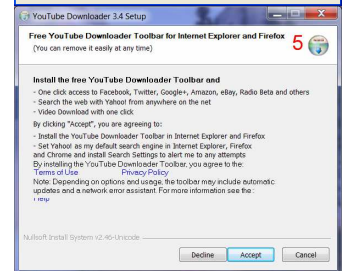 YouTube Downloader 3.4 Setup
Free YouTube Downloader Toolbar for Internet Explorer and Firefox
(You can remove it easily at any time)
5
Install the free YouTube Downloader Toolbar and
- One click access to Facebook, Twitter, Google+, Amazon, eBay, Radio Beta and others
- Search the web with Yahoo! from anywhere on the net
- Video Download with one click
By clicking "Accept", you are agreeing to:
- Install the YouTube Downloader Toolbar in Internet Explorer and Firefox
- Set Yahoo! as my default search engine in Internet Explorer, Firefox
and Chrome and install Search Settings to alert me to any attempts
By installing the YouTube Downloader Toolbar, you agree to the:
Terms of Use Privacy Policy
Note: Depending on options and usage, the toolbar may include automatic
updates and a network error assistant. For more information see the :
Help
Nullsoft Install System v2.46-Unicode
Decline Accept Cancel